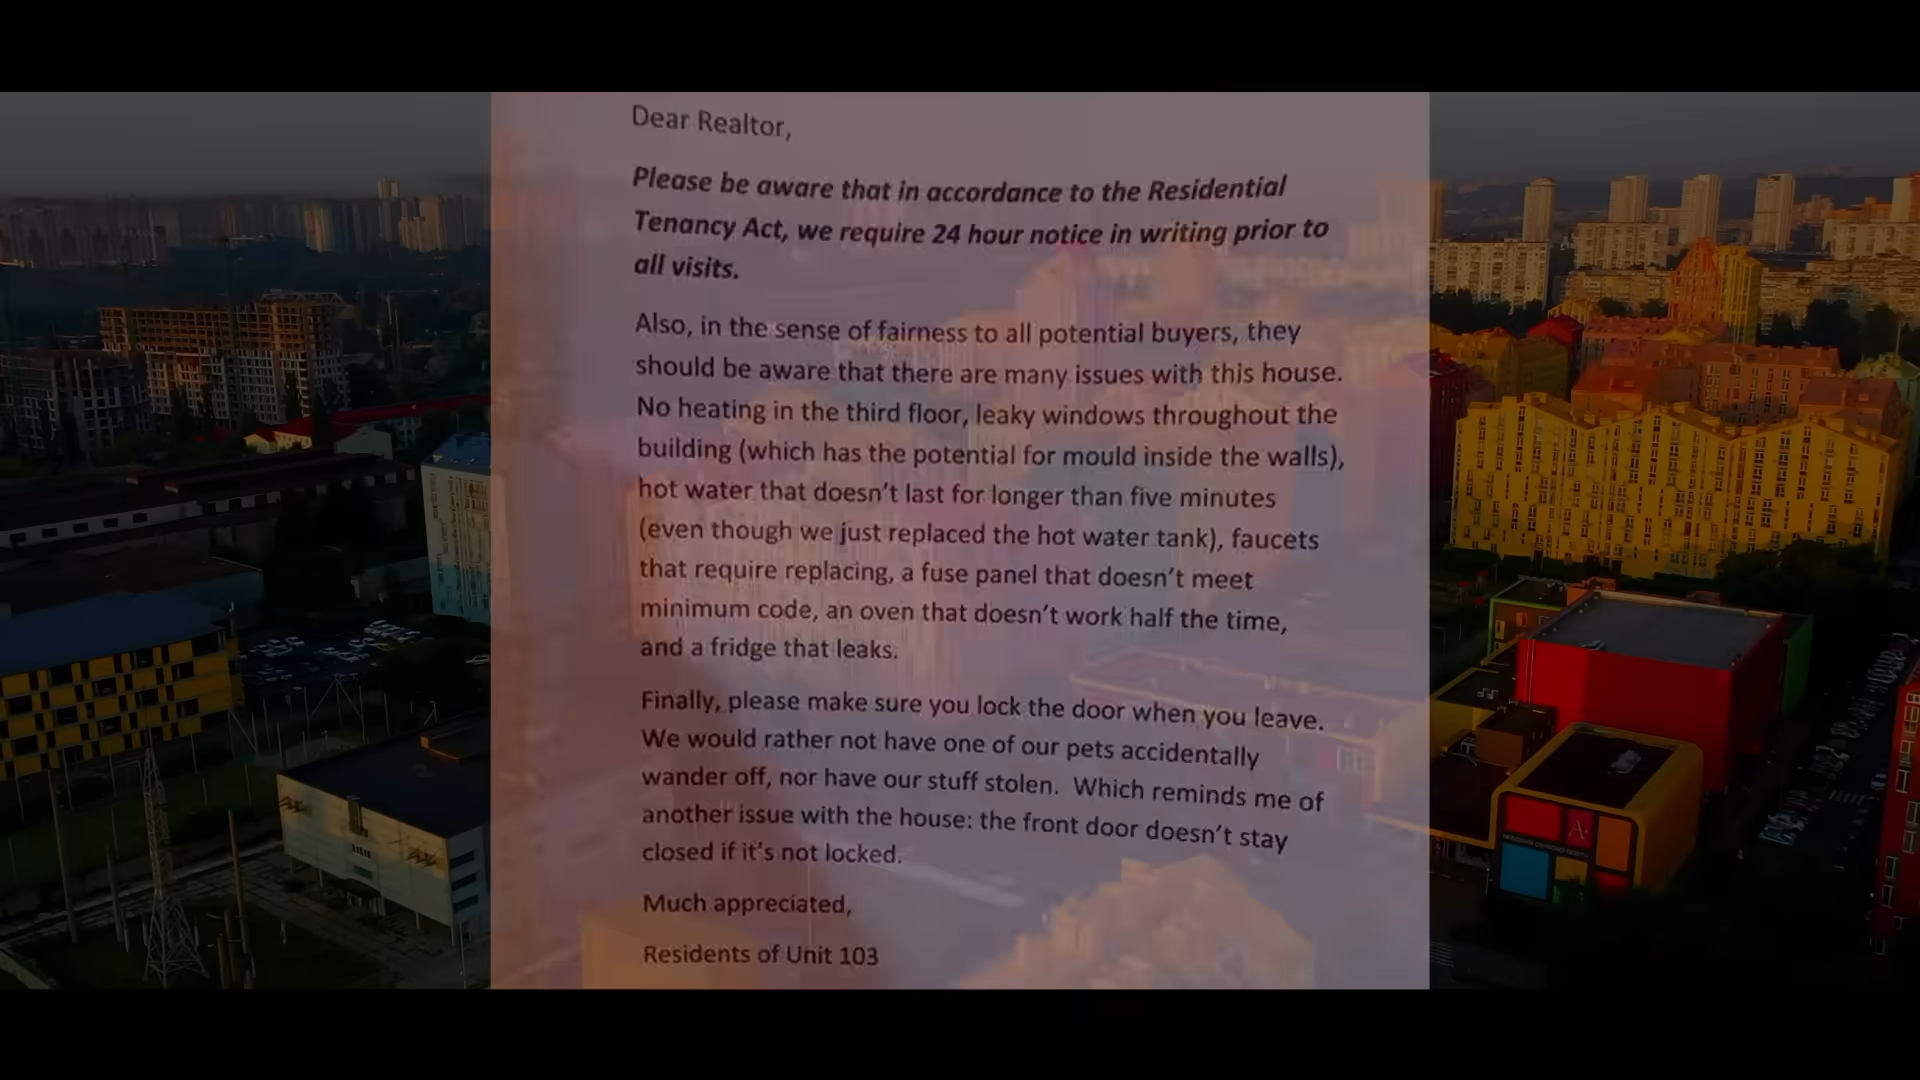 Dear Realtor,
Please be aware that in accordance to the Residential
Tenancy Act, we require 24 hour notice in writing prior to
all visits.
Also, in the sense of fairness to all potential buyers, they
should be aware that there are many issues with this house.
No heating in the third floor, leaky windows throughout the
building (which has the potential for mould inside the walls),
hot water that doesn't last for longer than five minutes
(even though we just replaced the hot water tank), faucets
that require replacing, a fuse panel that doesn't meet
minimum code, an oven that doesn't work half the time,
and a fridge that leaks.
Finally, please make sure you lock the door when you leave.
We would rather not have one of our pets accidentally
wander off, nor have our stuff stolen. Which reminds me of
another issue with the house: the front door doesn't stay
closed if it's not locked.
Much appreciated,
Residents of Unit 103